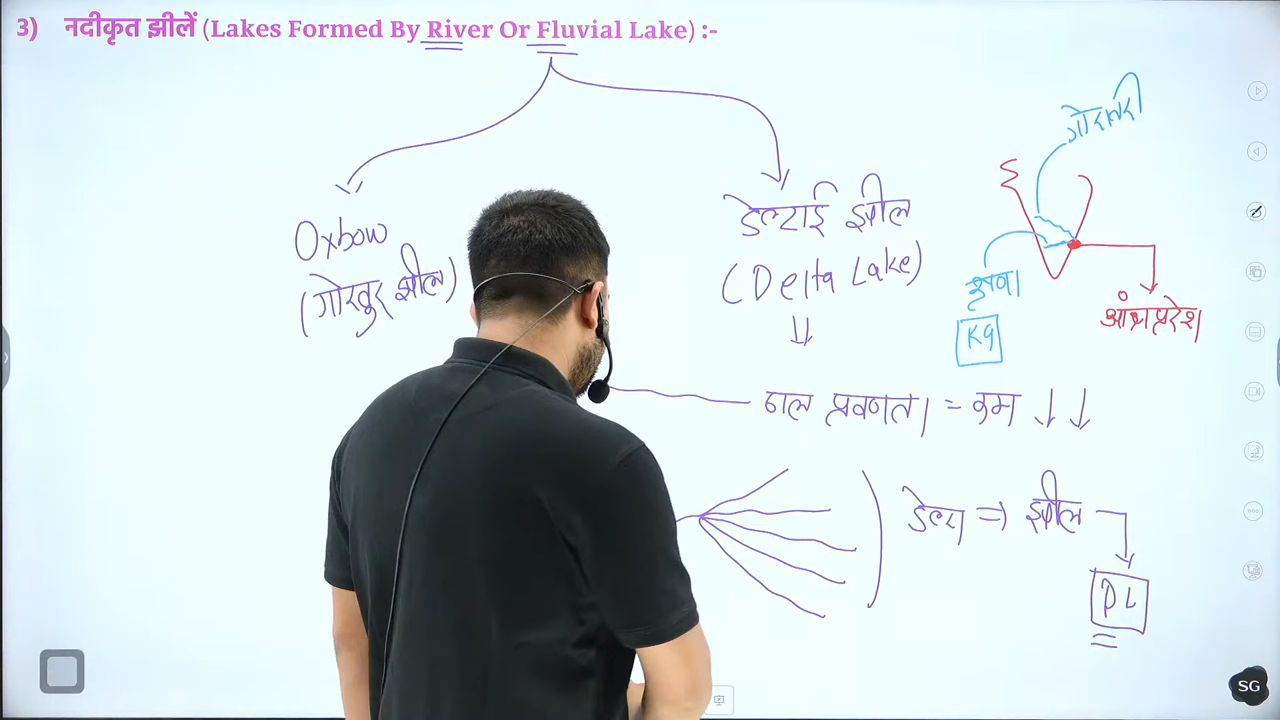 3) नदीकृत झीलें (Lakes Formed By River Or Fluvial Lake) :-
Oxbow
(गोखुर झील)
डेल्टाई झील
(Delta Lake)
ढाल प्रवणता = कम
डेल्टा ⇒ झील
DL
गोदावरी
कृष्णा
KG
आंध्रप्रदेश
SG